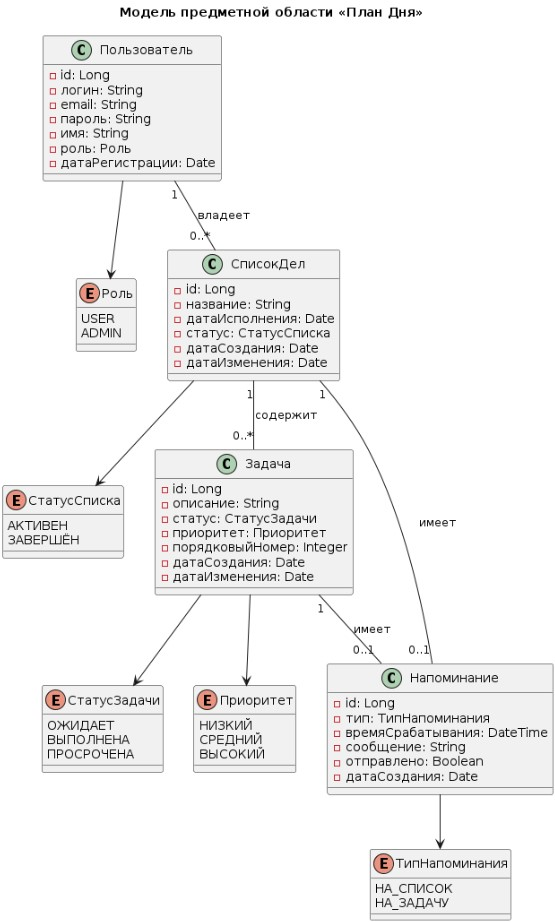 Модель предметной области «План Дня»
C Пользователь
id: Long
логин: String
email: String
пароль: String
имя: String
роль: Роль
датаРегистрации: Date
1
владеет
0..*
E Роль
USER
ADMIN
C СписокДел
id: Long
название: String
датаИсполнения: Date
статус: СтатусСписка
датаСоздания: Date
датаИзменения: Date
1
содержит
0..*
1
имеет
0..1
E СтатусСписка
АКТИВЕН
ЗАВЕРШЁН
C Задача
id: Long
описание: String
статус: СтатусЗадачи
приоритет: Приоритет
порядковыйНомер: Integer
датаСоздания: Date
датаИзменения: Date
1
имеет
0..1
E СтатусЗадачи
ОЖИДАЕТ
ВЫПОЛНЕНА
ПРОСРОЧЕНА
E Приоритет
НИЗКИЙ
СРЕДНИЙ
ВЫСОКИЙ
C Напоминание
id: Long
тип: ТипНапоминания
времяСрабатывания: DateTime
сообщение: String
отправлено: Boolean
датаСоздания: Date
E ТипНапоминания
НА_СПИСОК
НА_ЗАДАЧУ